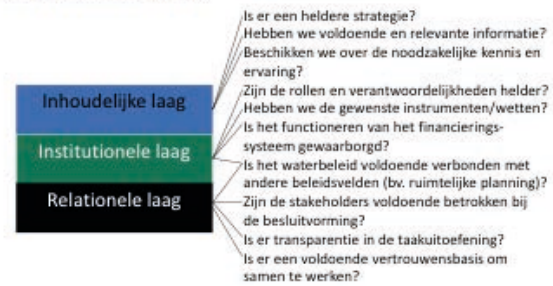 Inhoudelijke laag
Institutionele laag
Relationele laag
Is er een heldere strategie?
Hebben we voldoende en relevante informatie?
Beschikken we over de noodzakelijke kennis en
ervaring?
Zijn de rollen en verantwoordelijkheden helder?
Hebben we de gewenste instrumenten/wetten?
Is het functioneren van het financierings-
systeem gewaarborgd?
Is het waterbeleid voldoende verbonden met
andere beleidsvelden (bv. ruimtelijke planning)?
Zijn de stakeholders voldoende betrokken bij
de besluitvorming?
Is er transparentie in de taakuitoefening?
Is er een voldoende vertrouwensbasis om
samen te werken?